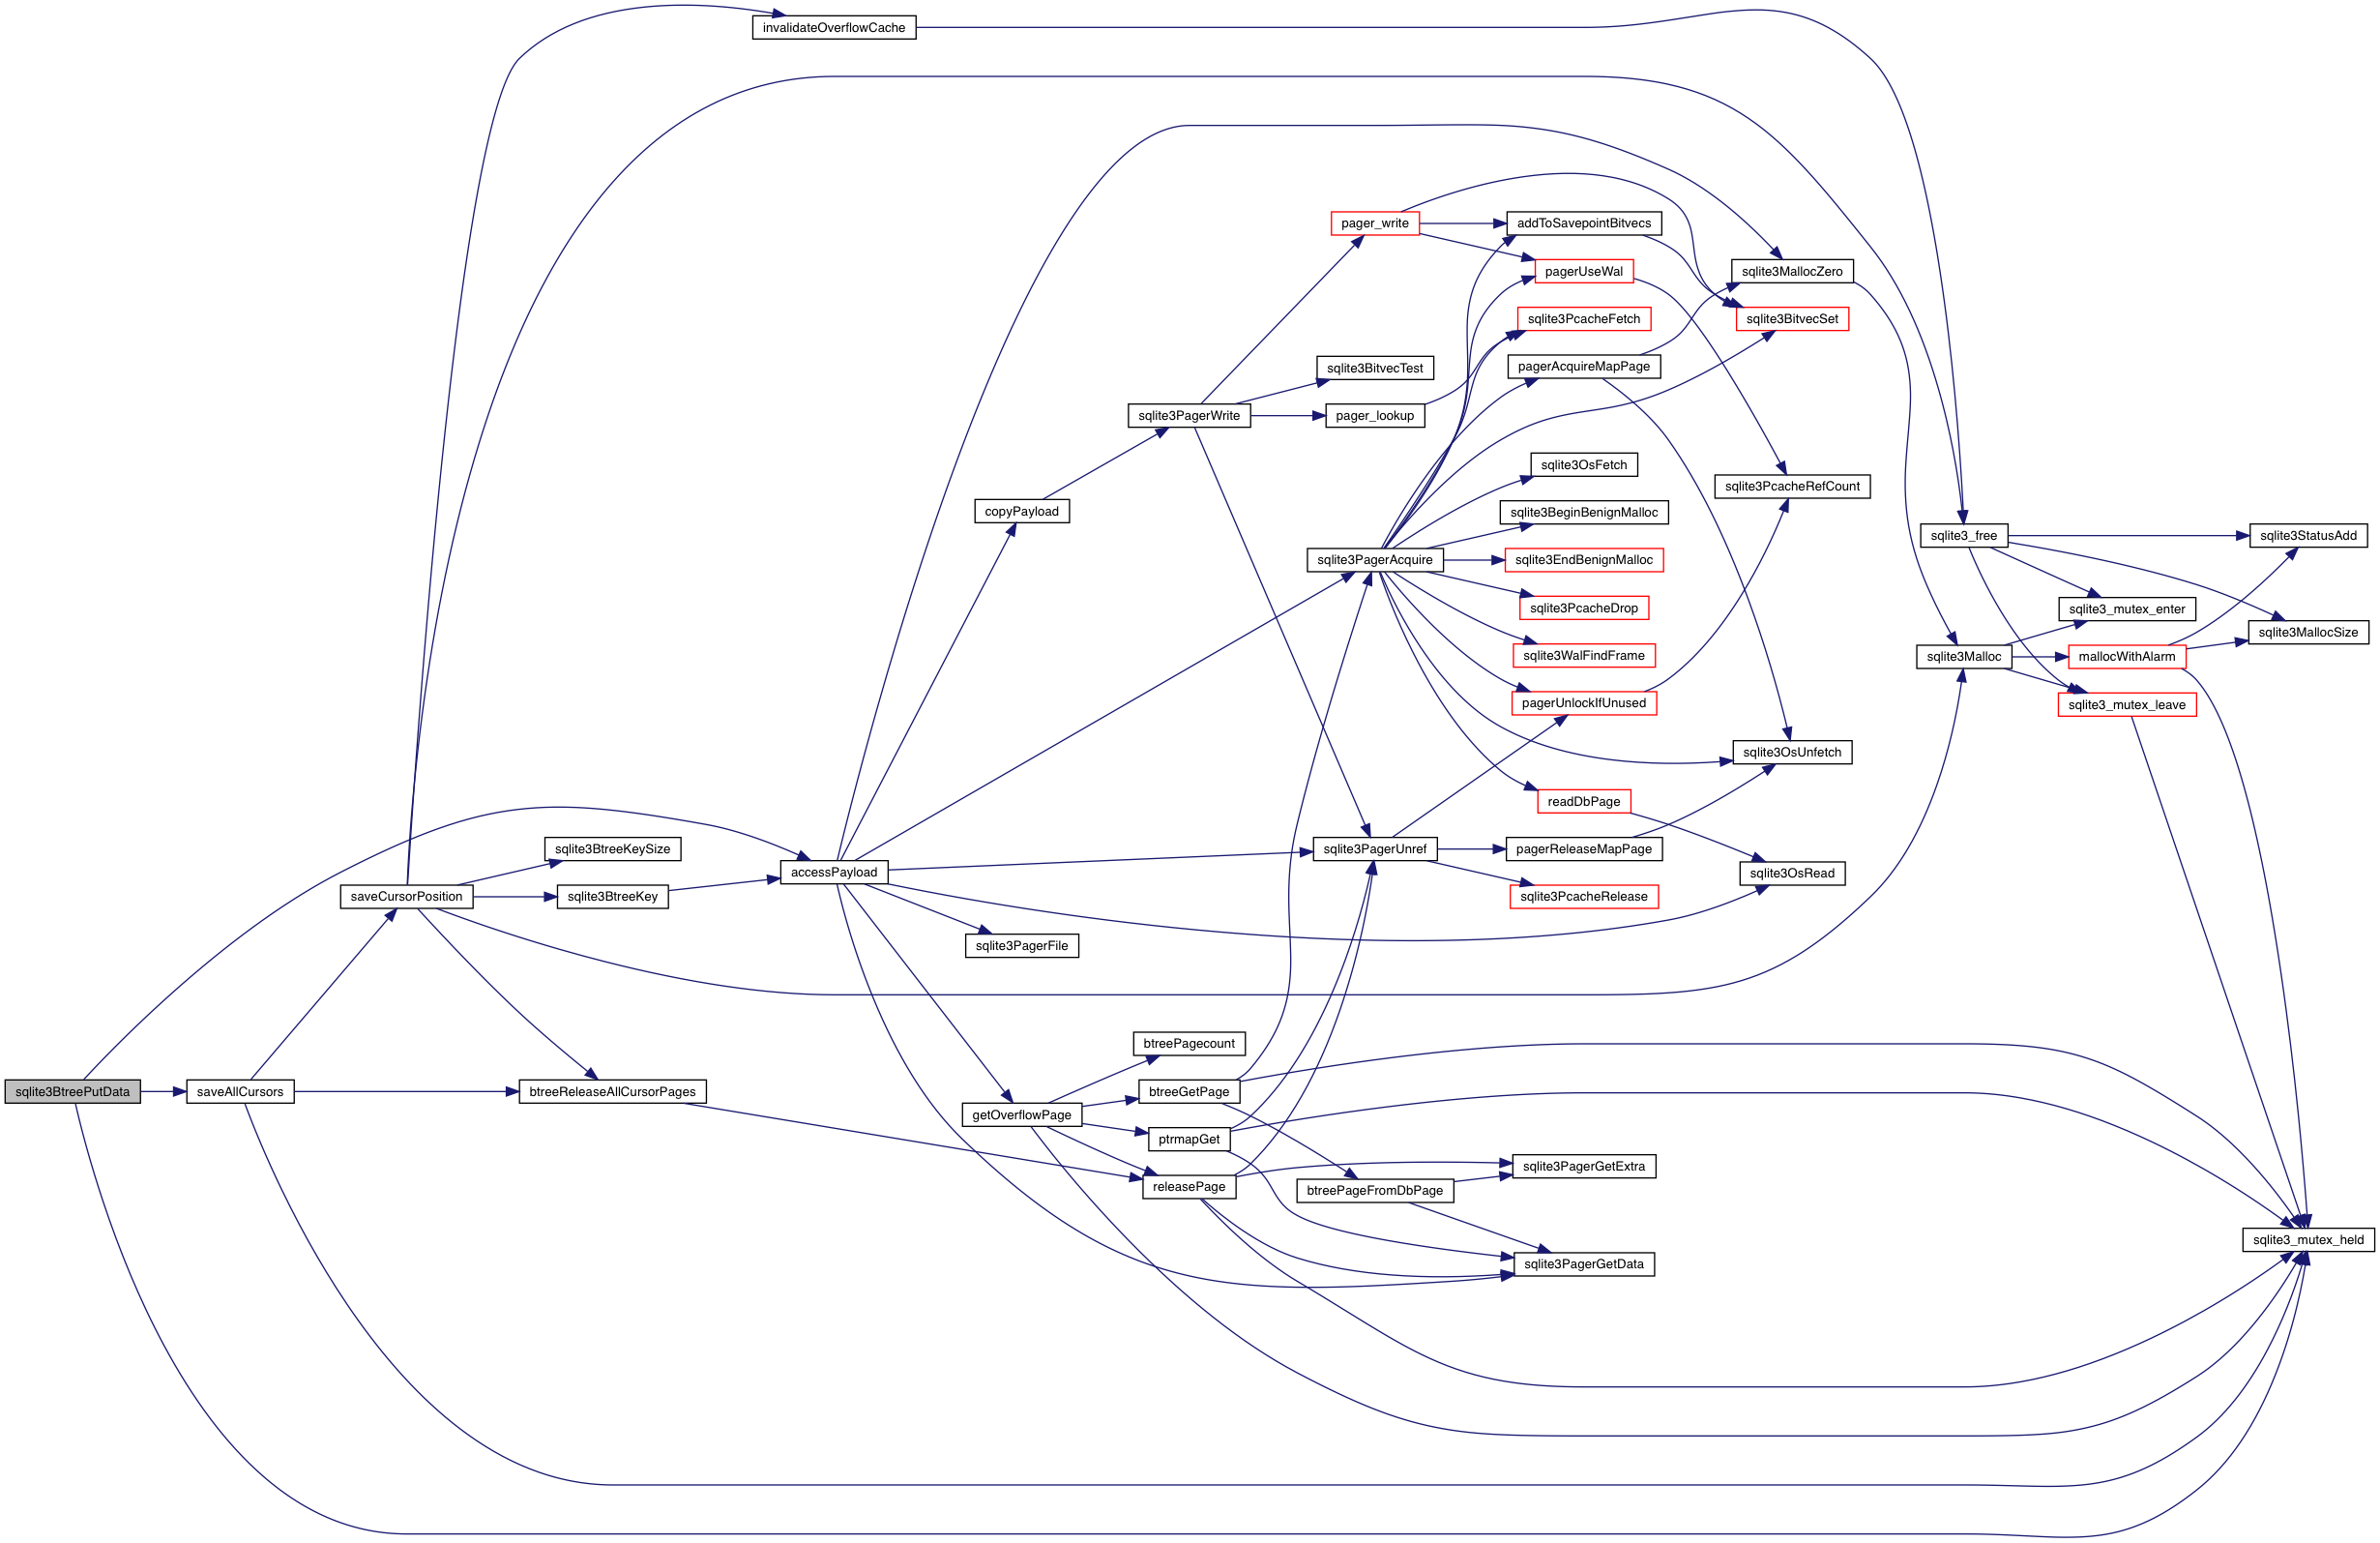 invalidateOverflowCache
pager_write
addToSavepointBitvecs
pagerUseWal
sqlite3MallocZero
sqlite3PcacheFetch
sqlite3BitvecSet
sqlite3BitvecTest
pagerAcquireMapPage
sqlite3PagerWrite
pager_lookup
sqlite3OsFetch
sqlite3PcacheRefCount
copyPayload
sqlite3BeginBenignMalloc
sqlite3_free
sqlite3StatusAdd
sqlite3PagerAcquire
sqlite3EndBenignMalloc
sqlite3PcacheDrop
sqlite3_mutex_enter
sqlite3MallocSize
sqlite3WalFindFrame
sqlite3Malloc
mallocWithAlarm
pagerUnlockIfUnused
sqlite3_mutex_leave
sqlite3OsUnfetch
readDbPage
sqlite3BtreeKeySize
sqlite3PagerUnref
pagerReleaseMapPage
accessPayload
sqlite3OsRead
saveCursorPosition
sqlite3BtreeKey
sqlite3PcacheRelease
sqlite3PagerFile
btreePagecount
sqlite3BtreePutData
saveAllCursors
btreeReleaseAllCursorPages
btreeGetPage
getOverflowPage
ptrmapGet
sqlite3PagerGetExtra
releasePage
btreePageFromDbPage
sqlite3_mutex_held
sqlite3PagerGetData